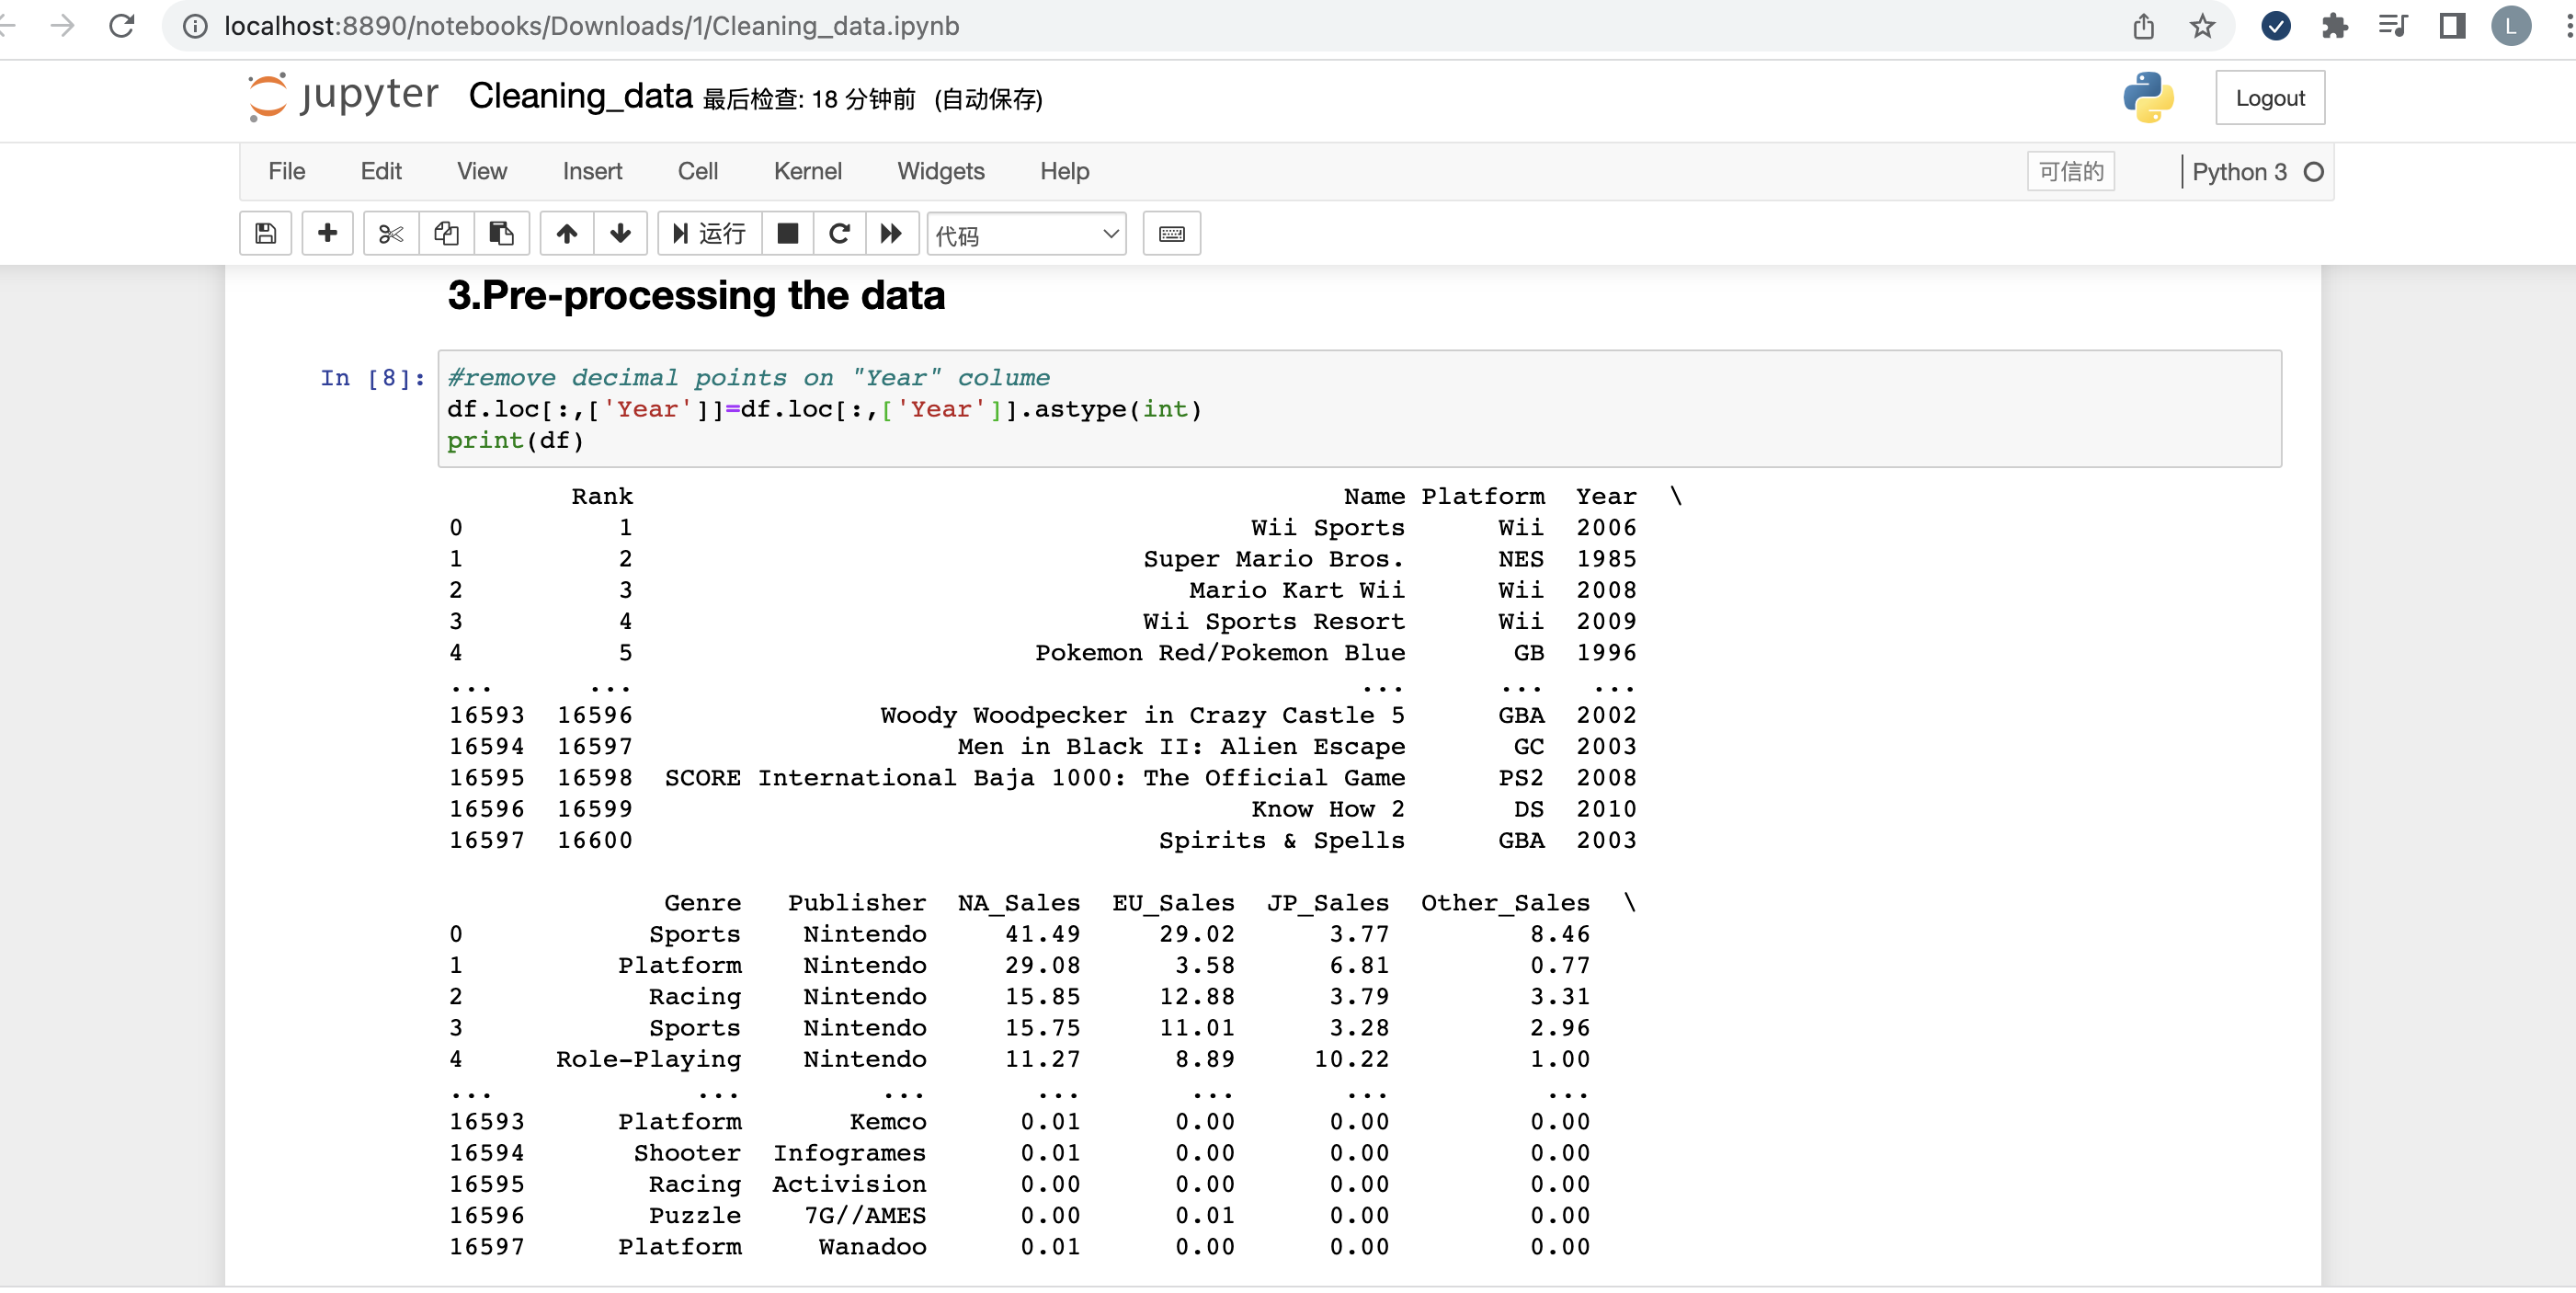 localhost:8890/notebooks/Downloads/1/Cleaning_data.ipynb
L
jupyter Cleaning_data 最后检查: 18 分钟前 (自动保存)
Logout
File Edit View Insert Cell Kernel Widgets Help
可信的 Python 3
运行 代码
3.Pre-processing the data
In [8]: #remove decimal points on "Year" colume
df.loc[:,['Year']]=df.loc[:,['Year']].astype(int)
print(df)
Rank Name Platform Year \
0 1 Wii Sports Wii 2006
1 2 Super Mario Bros. NES 1985
2 3 Mario Kart Wii Wii 2008
3 4 Wii Sports Resort Wii 2009
4 5 Pokemon Red/Pokemon Blue GB 1996
... ... ... ... ...
16593 16596 Woody Woodpecker in Crazy Castle 5 GBA 2002
16594 16597 Men in Black II: Alien Escape GC 2003
16595 16598 SCORE International Baja 1000: The Official Game PS2 2008
16596 16599 Know How 2 DS 2010
16597 16600 Spirits & Spells GBA 2003
Genre Publisher NA_Sales EU_Sales JP_Sales Other_Sales \
0 Sports Nintendo 41.49 29.02 3.77 8.46
1 Platform Nintendo 29.08 3.58 6.81 0.77
2 Racing Nintendo 15.85 12.88 3.79 3.31
3 Sports Nintendo 15.75 11.01 3.28 2.96
4 Role-Playing Nintendo 11.27 8.89 10.22 1.00
... ... ... ... ... ... ...
16593 Platform Kemco 0.01 0.00 0.00 0.00
16594 Shooter Infogrames 0.01 0.00 0.00 0.00
16595 Racing Activision 0.00 0.00 0.00 0.00
16596 Puzzle 7G//AMES 0.00 0.01 0.00 0.00
16597 Platform Wanadoo 0.01 0.00 0.00 0.00